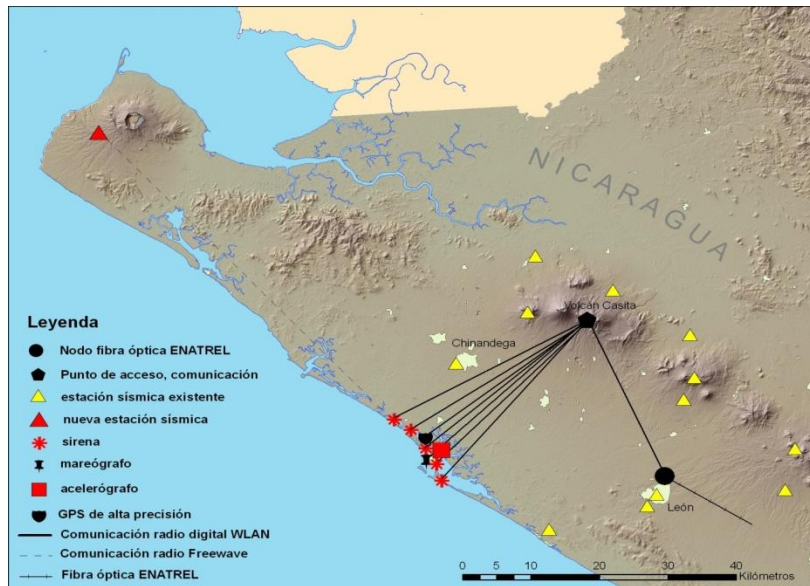 NICARAGUA
Volcán Casita
Chinandega
León
Leyenda
Nodo fibra óptica ENATREL
Punto de acceso, comunicación
estación sísmica existente
nueva estación sísmica
sirena
mareógrafo
acelerógrafo
GPS de alta precisión
Comunicación radio digital WLAN
Comunicación radio Freewave
Fibra óptica ENATREL
0 5 10 20 30 40
Kilómetros